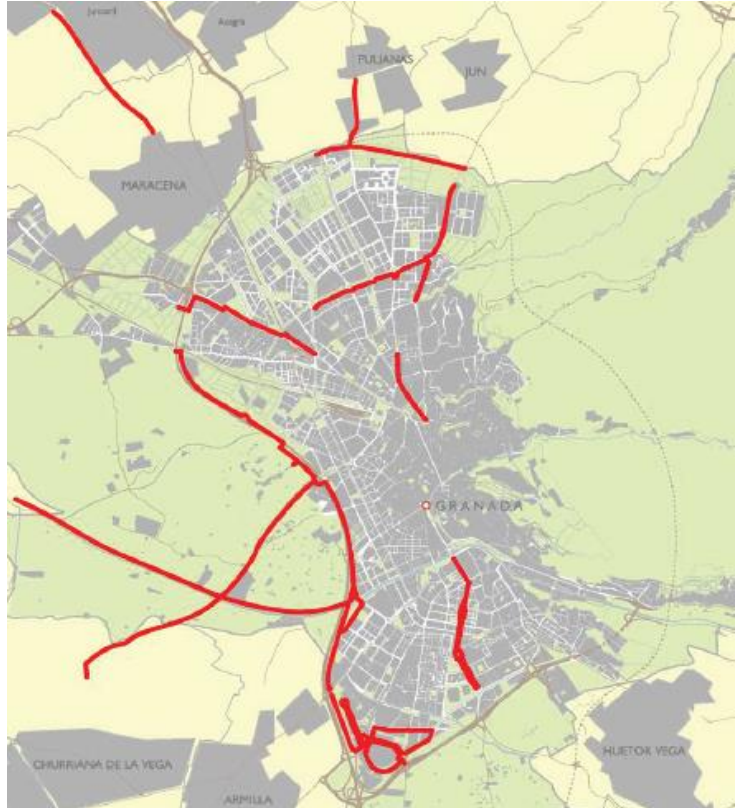 PULIANAS
JUN
MARACENA
GRANADA
CHURRIANA DE LA VEGA
HUETOR VEGA
ARMILLA